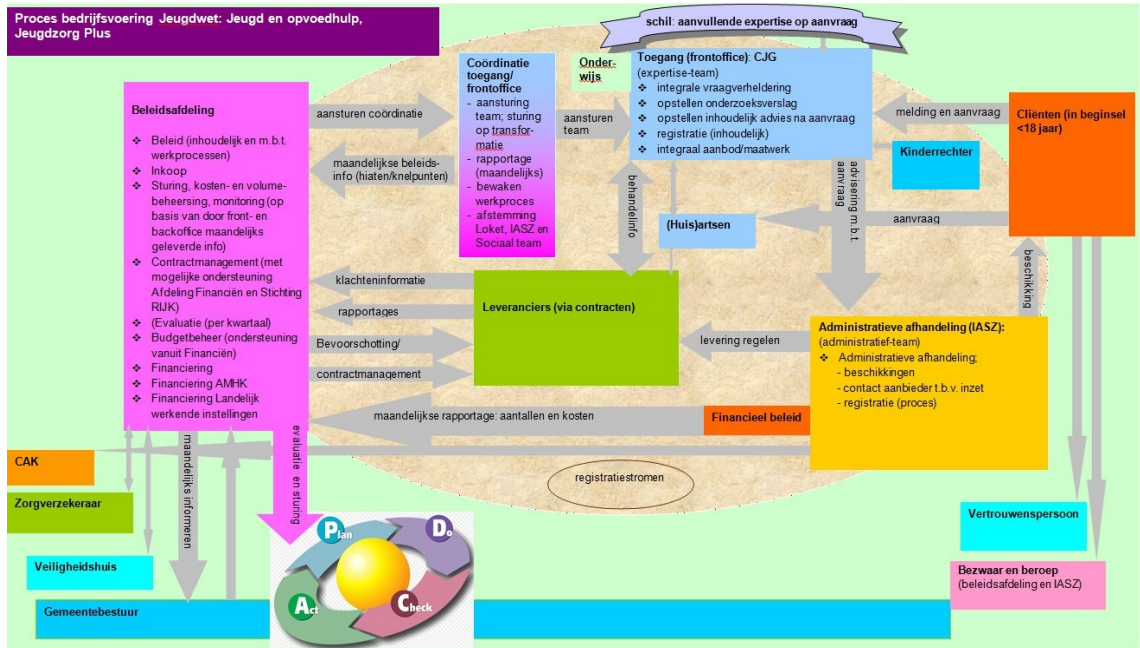 Proces bedrijfsvoering Jeugdwet: Jeugd en opvoedhulp,
Jeugdzorg Plus
schil: aanvullende expertise op aanvraag
Beleidsafdeling
❖ Beleid (inhoudelijk en m.b.t.
werkprocessen)
❖ Inkoop
❖ Sturing, kosten- en volume-
beheersing, monitoring (op
basis van door front- en
backoffice maandelijks
geleverde info)
❖ Contractmanagement (met
mogelijke ondersteuning
Afdeling Financiën en Stichting
RIJK)
❖ (Evaluatie (per kwartaal)
❖ Budgetbeheer (ondersteuning
vanuit Financiën)
❖ Financiering
❖ Financiering AMHK
❖ Financiering Landelijk
werkende instellingen
aansturen coördinatie
maandelijkse beleids-
info (hiaten/knelpunten)
Coördinatie
toegang/
frontoffice
- aansturing
team; sturing
op transfor-
matie
- rapportage
(maandelijks)
- bewaken
werkproces
- afstemming
Loket, IASZ en
Sociaal team
Onder-
wijs
aansturen
team
Toegang (frontoffice): CJG
(expertise-team)
❖ integrale vraagverheldering
❖ opstellen onderzoeksverslag
❖ opstellen inhoudelijk advies na aanvraag
❖ registratie (inhoudelijk)
❖ integraal aanbod/maatwerk
melding en aanvraag
Cliënten (in beginsel
<18 jaar)
Kinderrechter
behandelinfo
advisering m.b.t.
aanvraag
(Huis)artsen
aanvraag
beschikking
klachteninformatie
rapportages
Bevoorschotting/
contractmanagement
Leveranciers (via contracten)
levering regelen
Administratieve afhandeling (IASZ):
(administratief-team)
❖ Administratieve afhandeling;
- beschikkingen
- contact aanbieder t.b.v. inzet
- registratie (proces)
maandelijkse rapportage: aantallen en kosten
Financieel beleid
CAK
Zorgverzekeraar
maandelijks informeren
evaluatie en sturing
registratiestromen
Vertrouwenspersoon
Veiligheidshuis
Bezwaar en beroep
(beleidsafdeling en IASZ)
Gemeentebestuur
Plan
Do
Act
Check